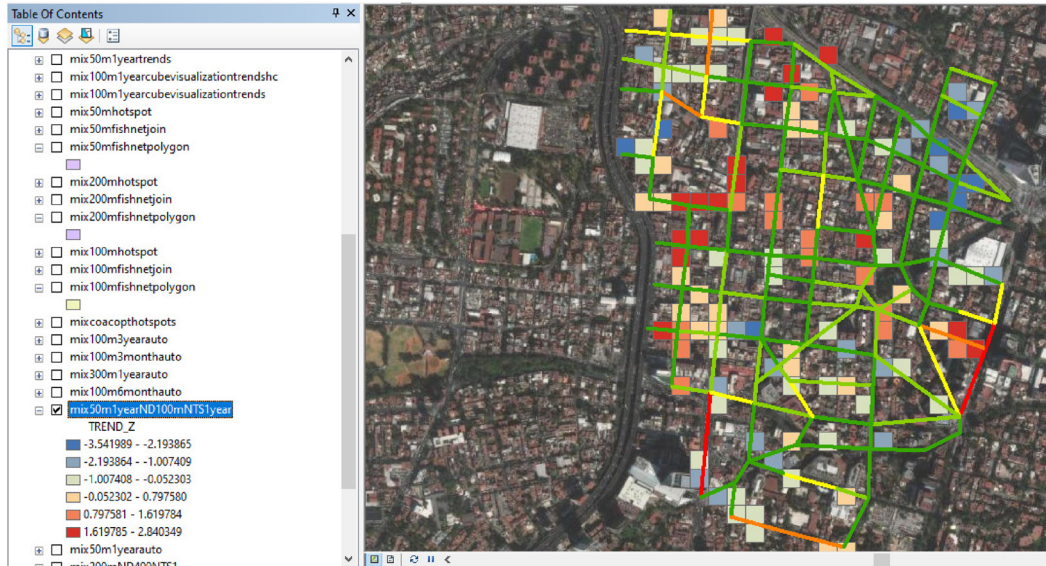 Table Of Contents
mix50m1yeartrends
mix100m1yearcubevisualizationtrendshc
mix100m1yearcubevisualizationtrends
mix50mhotspot
mix50mfishnetjoin
mix50mfishnetpolygon
mix200mhotspot
mix200mfishnetjoin
mix200mfishnetpolygon
mix100mhotspot
mix100mfishnetjoin
mix100mfishnetpolygon
mixcoacopthotspots
mix100m3yearauto
mix100m3monthauto
mix300m1yearauto
mix100m6monthauto
mix50m1yearND100mNTS1year
TREND_Z
-3.541989 - -2.193865
-2.193864 - -1.007409
-1.007408 - -0.052303
-0.052302 - 0.797580
0.797581 - 1.619784
1.619785 - 2.840349
mix50m1yearauto